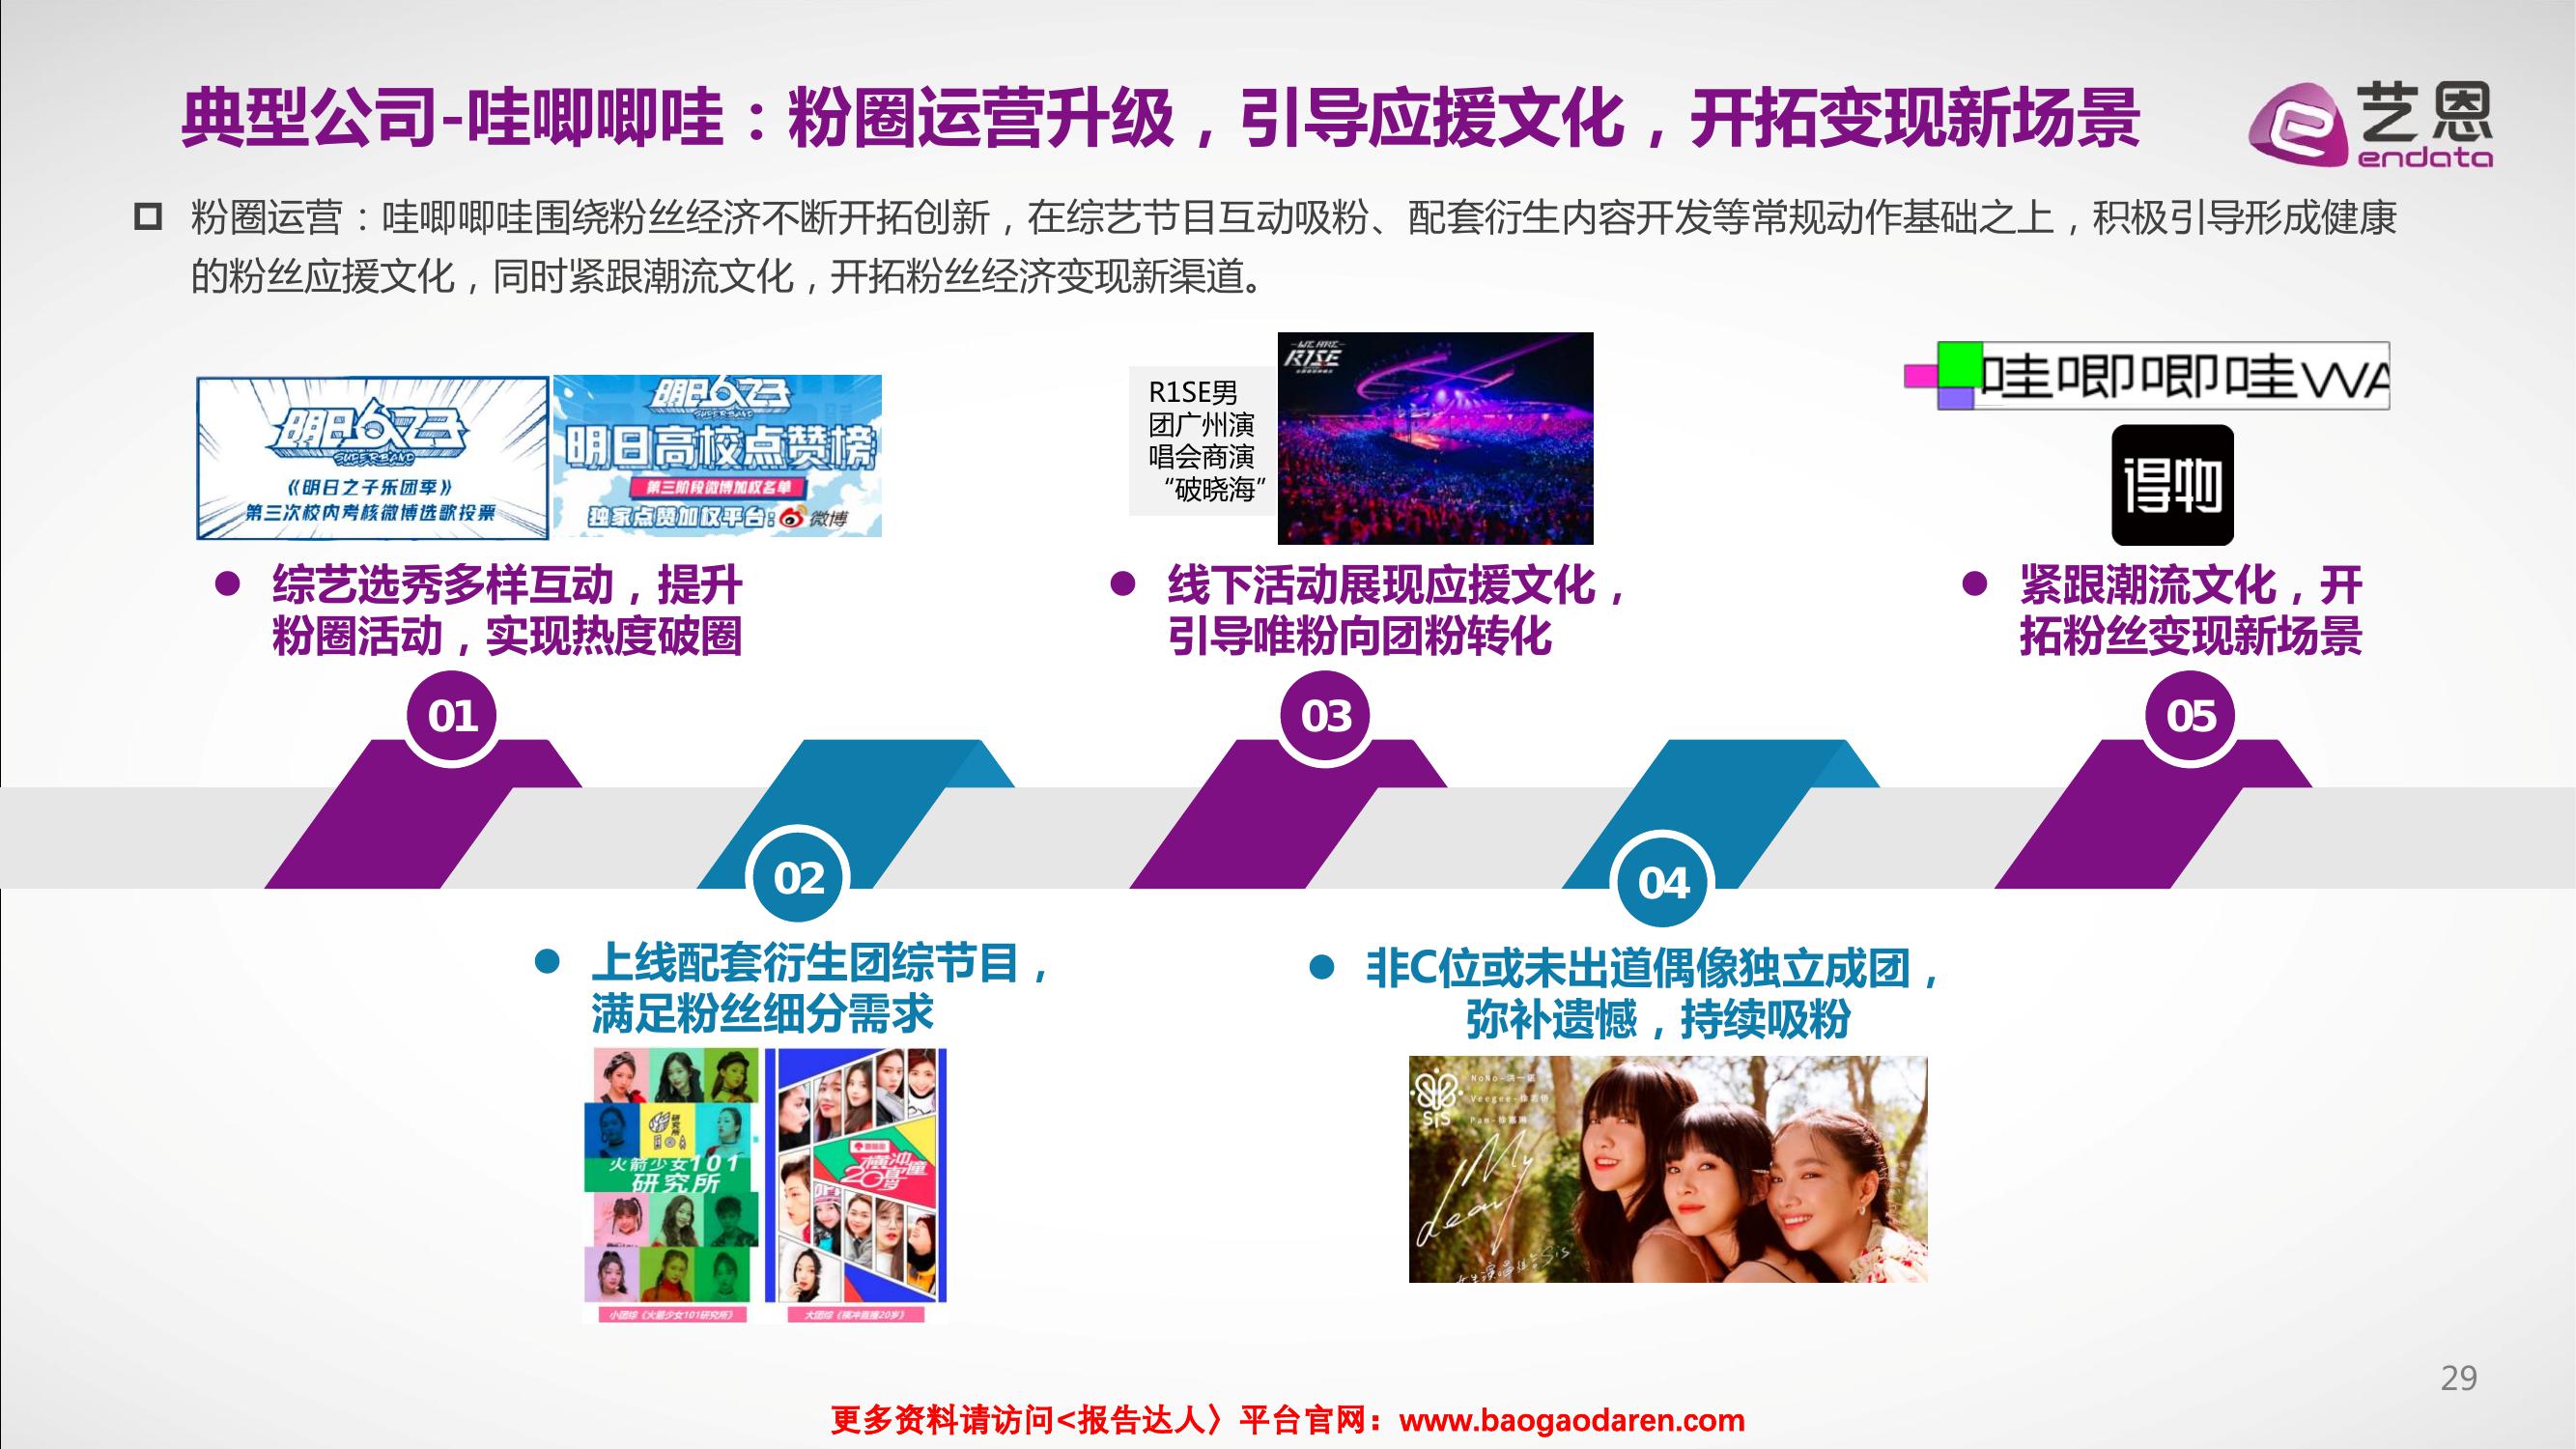 典型公司-哇唧唧哇：粉圈运营升级，引导应援文化，开拓变现新场景
艺恩
endata
粉圈运营：哇唧唧哇围绕粉丝经济不断开拓创新，在综艺节目互动吸粉、配套衍生内容开发等常规动作基础之上，积极引导形成健康
的粉丝应援文化，同时紧跟潮流文化，开拓粉丝经济变现新渠道。
明日之子
SUPERBAND
《明日之子乐团季》
第三次校内考核微博选歌投票
明日之子
SUPERBAND
明日高校点赞榜
第三阶段微博加权名单
独家点赞加权平台：微博
R1SE男
团广州演
唱会商演
“破晓海”
WE ARE
R1SE
哇唧唧哇WA
得物
综艺选秀多样互动，提升
粉圈活动，实现热度破圈
线下活动展现应援文化，
引导唯粉向团粉转化
紧跟潮流文化，开
拓粉丝变现新场景
01
03
05
02
04
上线配套衍生团综节目，
满足粉丝细分需求
非C位或未出道偶像独立成团，
弥补遗憾，持续吸粉
研究所
火箭少女101
研究所
横冲直撞
20岁
小团综《火箭少女101研究所》
大团综《横冲直撞20岁》
SiS
NoNo-洪一诺
My
dear
29
更多资料请访问<报告达人〉平台官网：www.baogaodaren.com